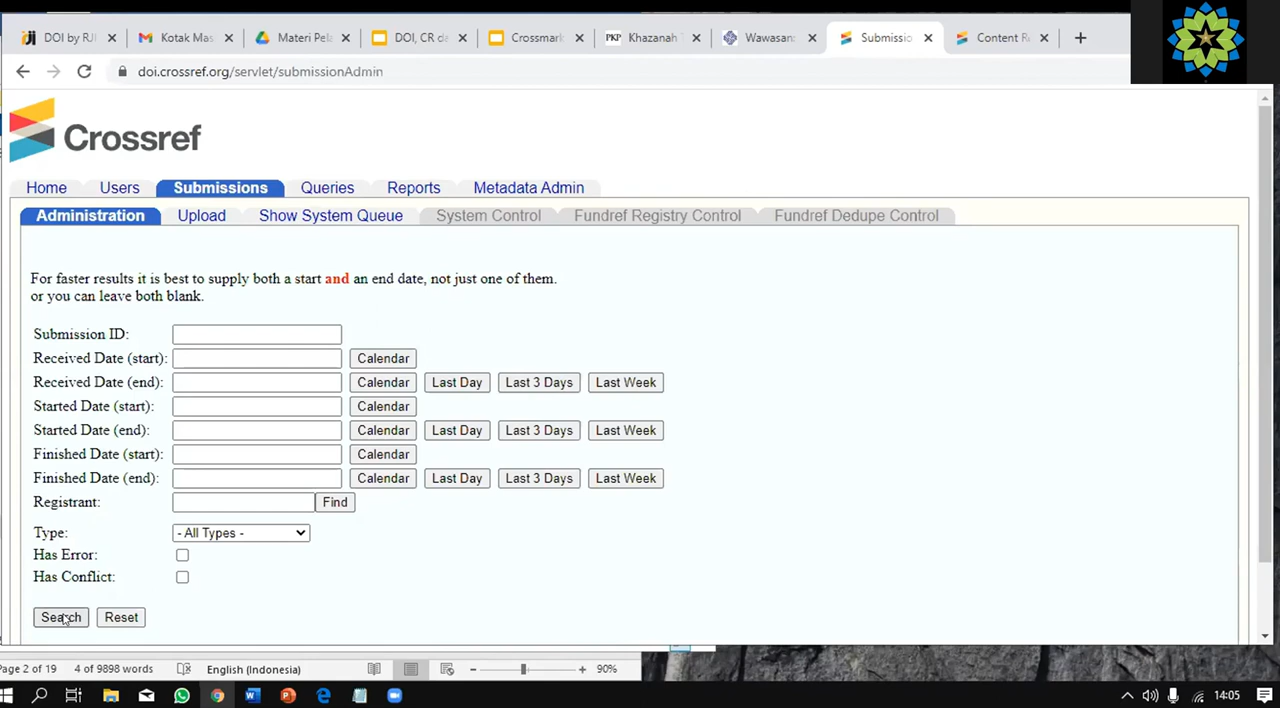 DOI by RJI
Kotak Mas
Materi Pela
DOI, CR da
Crossmark
PKP Khazanah
Wawasan
Submissio
Content R
doi.crossref.org/servlet/submissionAdmin
Crossref
Home Users Submissions Queries Reports Metadata Admin
Administration Upload Show System Queue System Control Fundref Registry Control Fundref Dedupe Control
For faster results it is best to supply both a start and an end date, not just one of them.
or you can leave both blank.
Submission ID:
Received Date (start): Calendar
Received Date (end): Calendar Last Day Last 3 Days Last Week
Started Date (start): Calendar
Started Date (end): Calendar Last Day Last 3 Days Last Week
Finished Date (start): Calendar
Finished Date (end): Calendar Last Day Last 3 Days Last Week
Registrant: Find
Type: - All Types -
Has Error:
Has Conflict:
Search Reset
Page 2 of 19 4 of 9898 words English (Indonesia) 90%
14:05